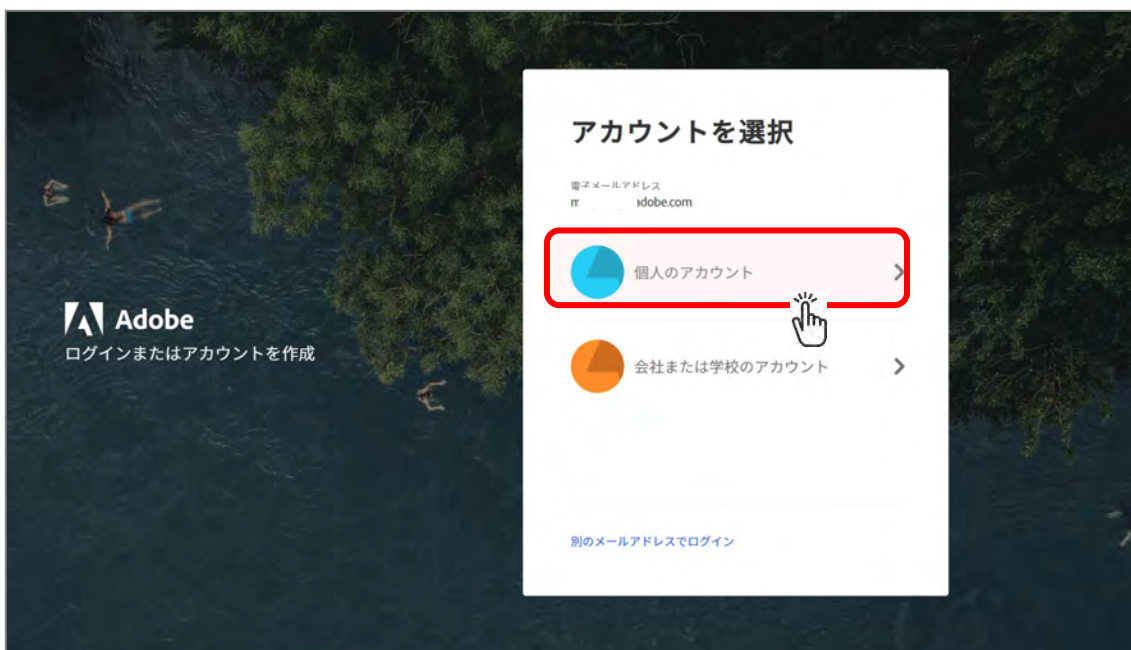 アカウントを選択
電子メールアドレス
adobe.com
個人のアカウント
Adobe
ログインまたはアカウントを作成
会社または学校のアカウント
別のメールアドレスでログイン